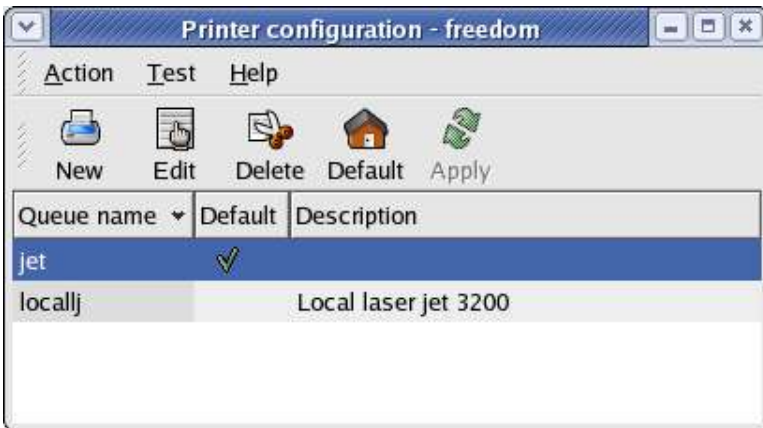 Printer configuration - freedom
Action Test Help
New Edit Delete Default Apply
Queue name Default Description
jet
locallj Local laser jet 3200